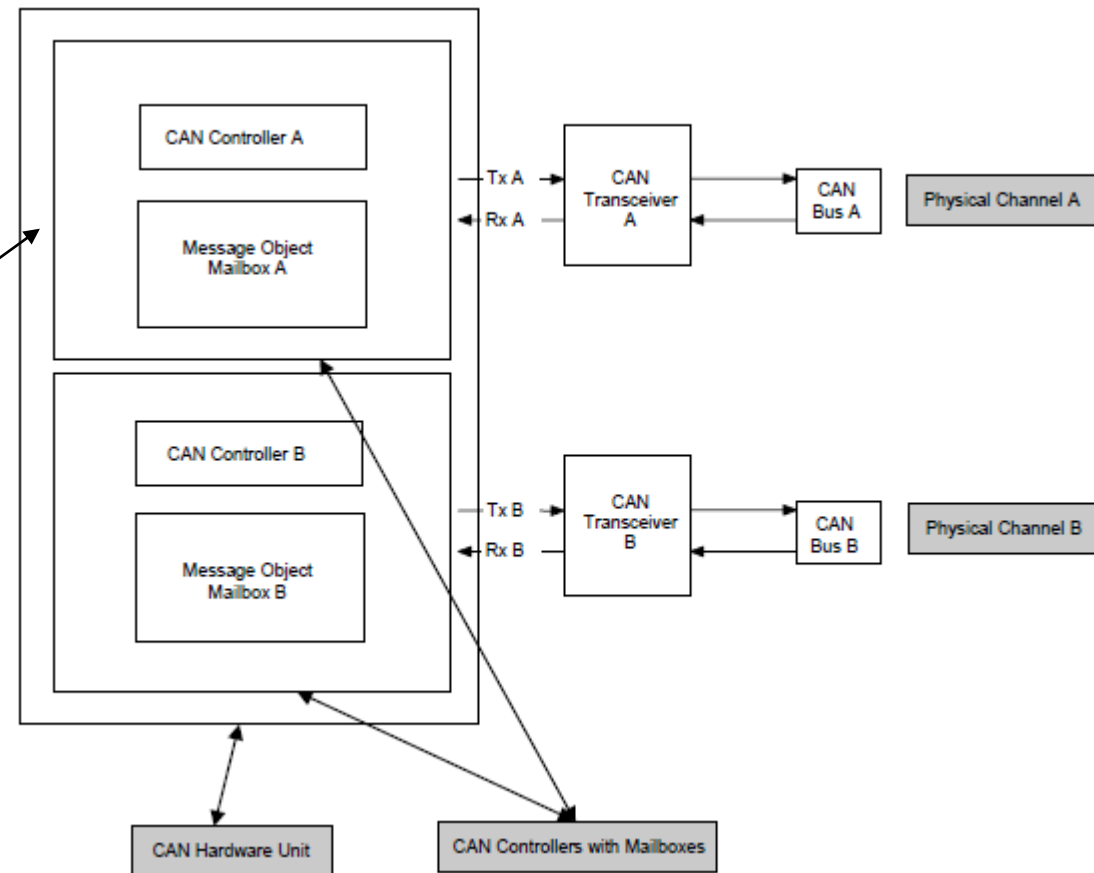 CAN Controller A
Message Object
Mailbox A
Tx A
Rx A
CAN
Transceiver
A
CAN
Bus A
Physical Channel A
CAN Controller B
Message Object
Mailbox B
Tx B
Rx B
CAN
Transceiver
B
CAN
Bus B
Physical Channel B
CAN Hardware Unit
CAN Controllers with Mailboxes